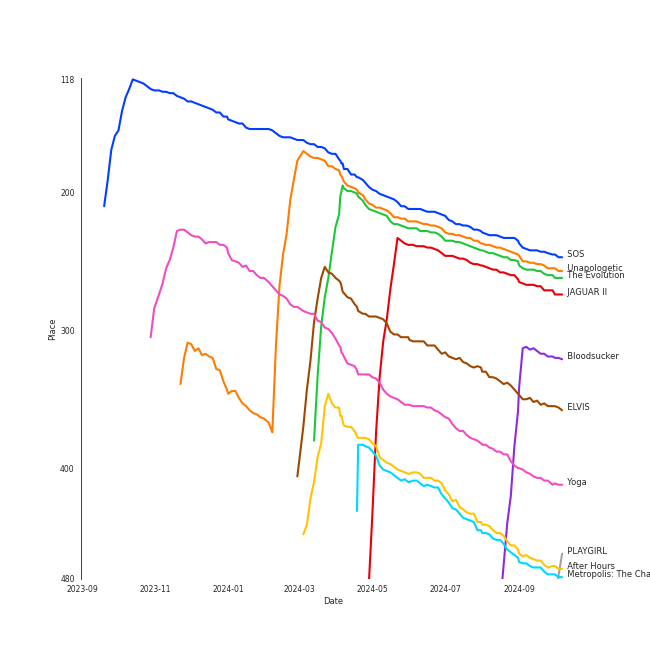 118
200
300
400
480
Place
2023-09
2023-11
2024-01
2024-03
2024-05
2024-07
2024-09
Date
SOS
Unapologetic
The Evolution
JAGUAR II
Bloodsucker
ELVIS
Yoga
PLAYGIRL
After Hours
Metropolis: The Cha